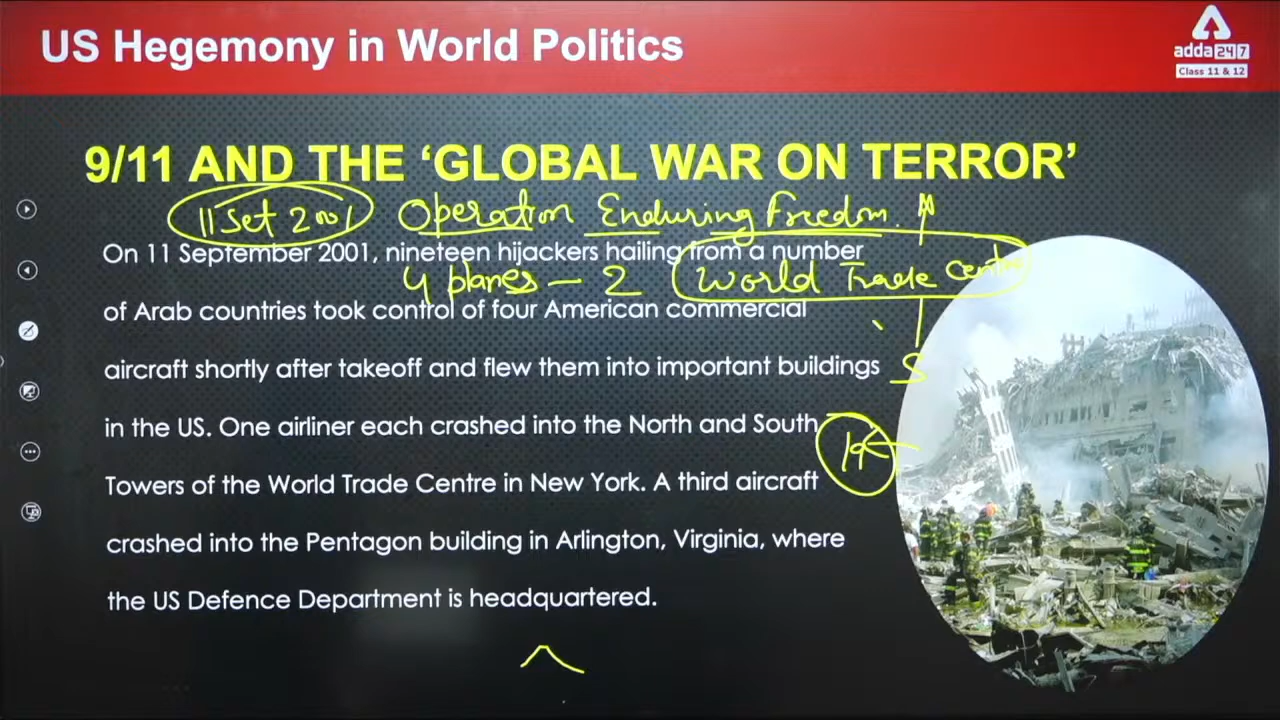 US Hegemony in World Politics
adda247
Class 11 & 12
9/11 AND THE ‘GLOBAL WAR ON TERROR’
11 Set 2001 Operation Enduring Freedom.
On 11 September 2001, nineteen hijackers hailing from a number
4 planes - 2 World Trade Centre
of Arab countries took control of four American commercial
aircraft shortly after takeoff and flew them into important buildings
S
in the US. One airliner each crashed into the North and South
Towers of the World Trade Centre in New York. A third aircraft
crashed into the Pentagon building in Arlington, Virginia, where
the US Defence Department is headquartered.